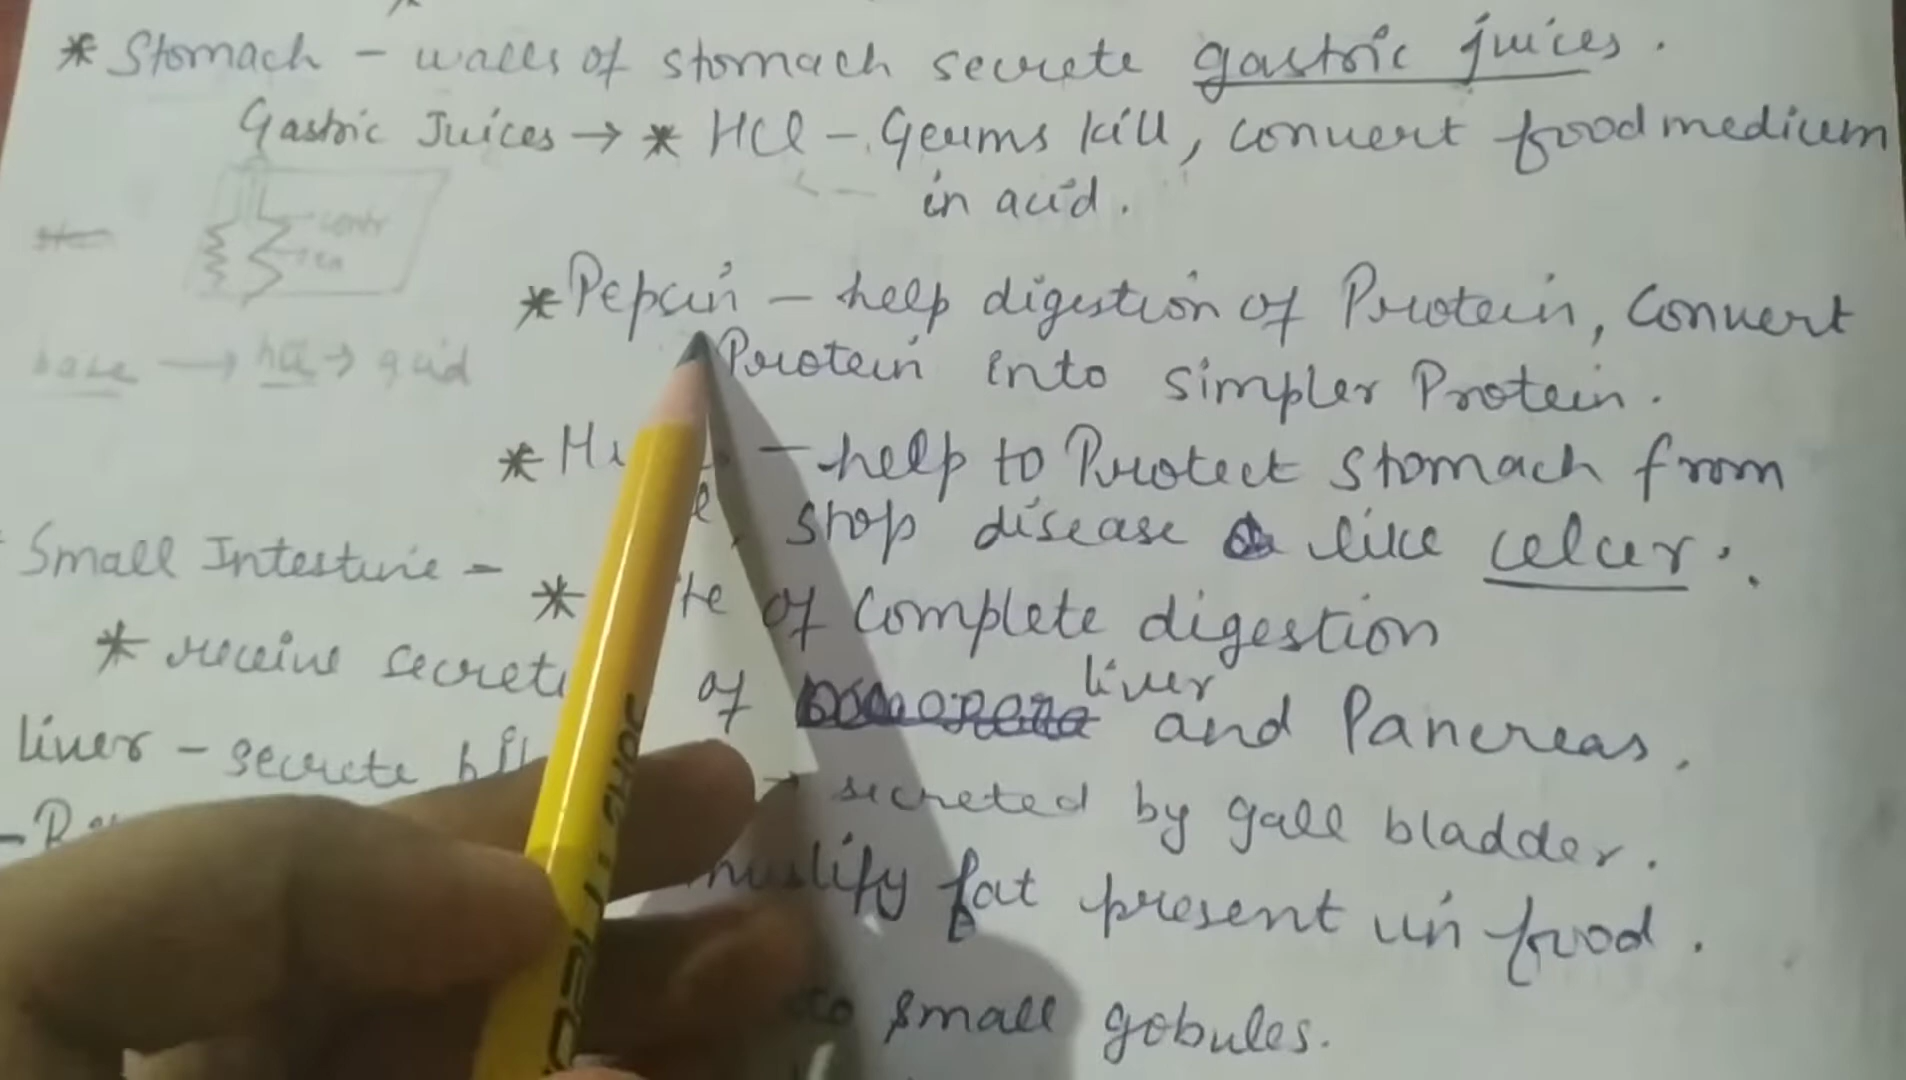 * Stomach - walls of stomach secrete gastric juices.
Gastric Juices → * HCl - Germs kill, convert food medium
in acid.
* Pepsin - help digestion of Protein, Convert
Protein into simpler Protein.
* - help to Protect stomach from
stop disease like ulcer.
base → hcl → acid
Small Intestine - * of Complete digestion
* receive of liver and Pancreas.
liver - secrete → secreted by gall bladder.
fat present in food.
small gobules.